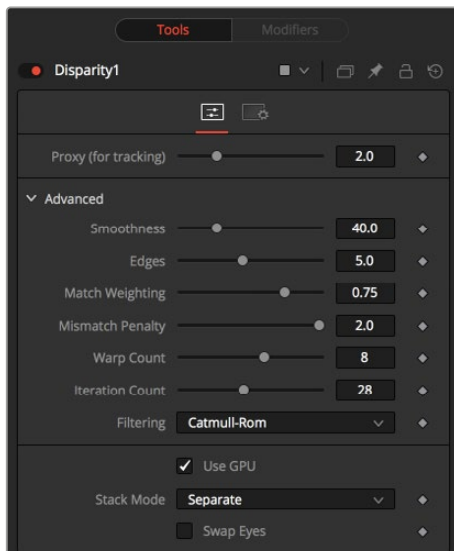 Tools Modifiers
Disparity1
Proxy (for tracking) 2.0
Advanced
Smoothness 40.0
Edges 5.0
Match Weighting 0.75
Mismatch Penalty 2.0
Warp Count 8
Iteration Count 28
Filtering Catmull-Rom
Use GPU
Stack Mode Separate
Swap Eyes